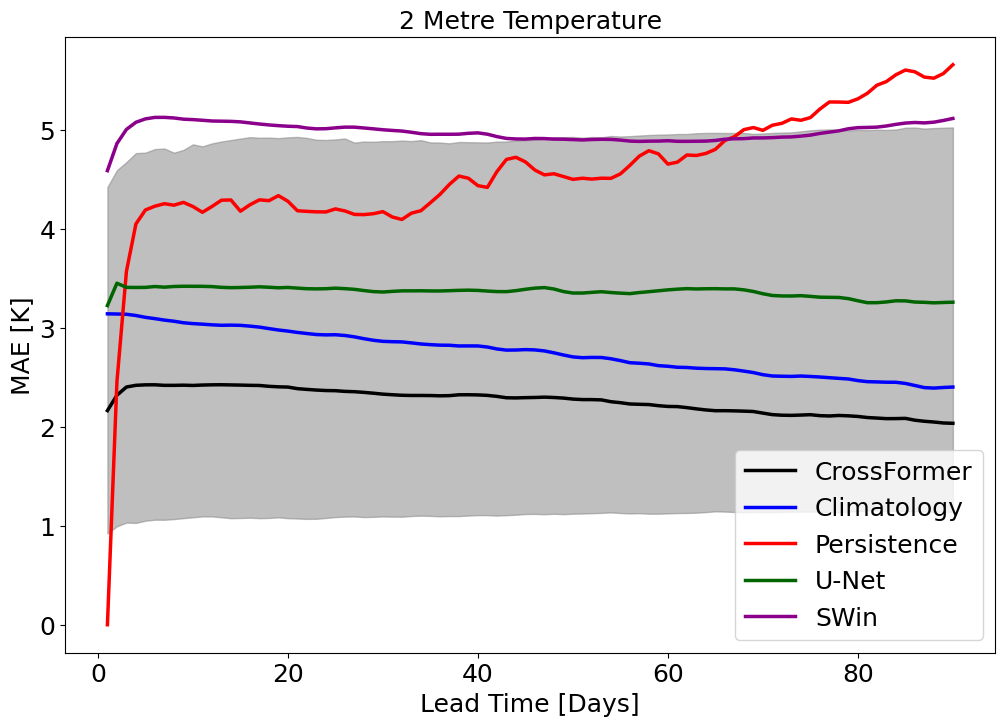 2 Metre Temperature
MAE [K]
5
4
3
2
1
0
CrossFormer
Climatology
Persistence
U-Net
SWin
0 20 40 60 80
Lead Time [Days]